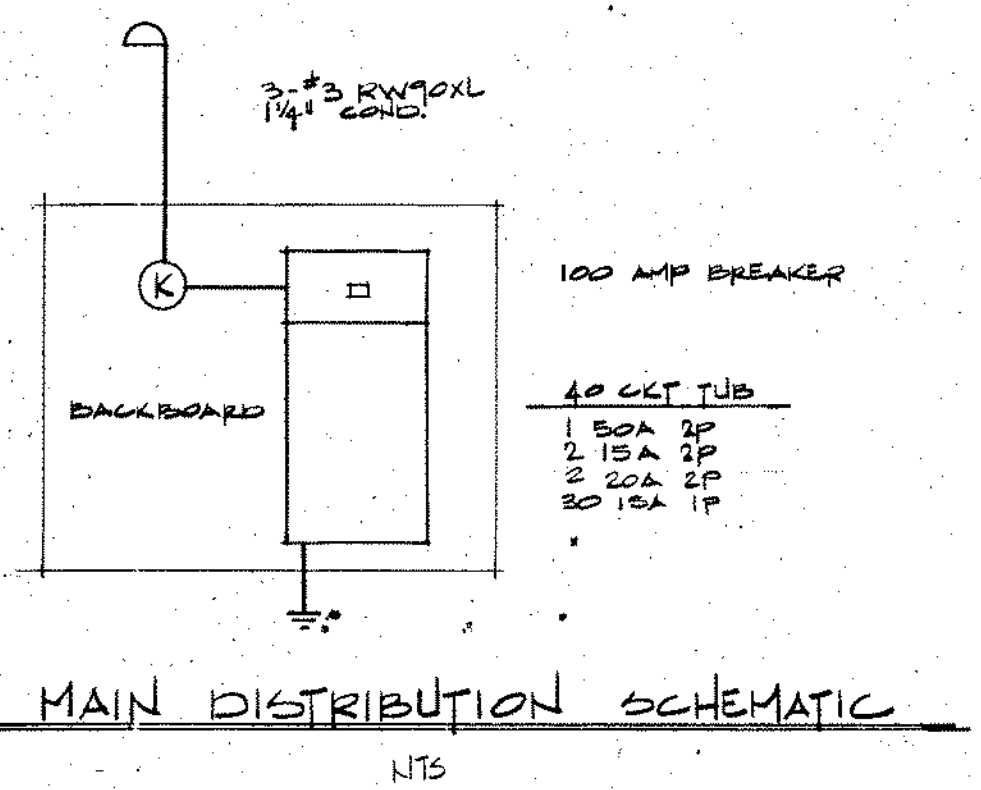 3-#3 RW90XL
1¼" COND.
K
100 AMP BREAKER
BACKBOARD
40 CKT TUB
1 50A 2P
2 15A 2P
2 20A 2P
30 15A 1P
MAIN DISTRIBUTION SCHEMATIC
NTS